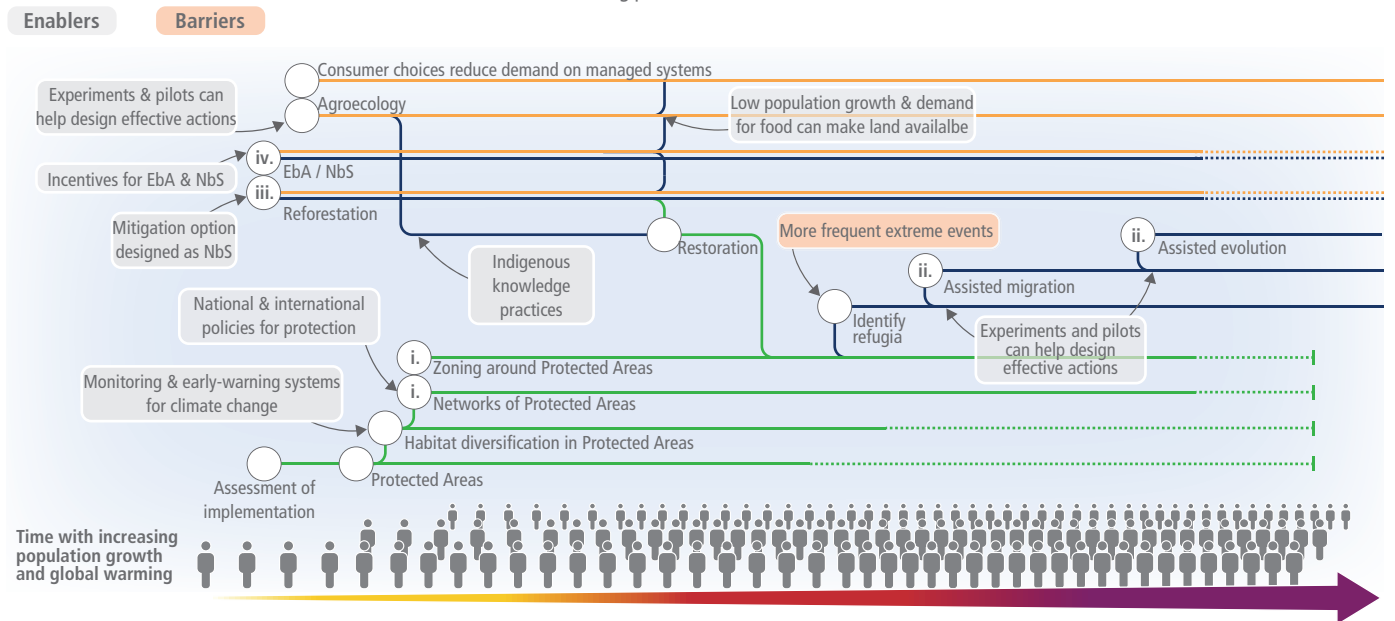 Enablers
Barriers
Consumer choices reduce demand on managed systems
Experiments & pilots can
help design effective actions
Agroecology
Low population growth & demand
for food can make land availalbe
iv.
EbA / NbS
Incentives for EbA & NbS
iii.
Reforestation
Mitigation option
designed as NbS
Restoration
More frequent extreme events
ii.
Assisted evolution
Indigenous
knowledge
practices
ii.
Assisted migration
National & international
policies for protection
Identify
refugia
Experiments and pilots
can help design
effective actions
i.
Zoning around Protected Areas
Monitoring & early-warning systems
for climate change
i.
Networks of Protected Areas
Habitat diversification in Protected Areas
Protected Areas
Assessment of
implementation
Time with increasing
population growth
and global warming